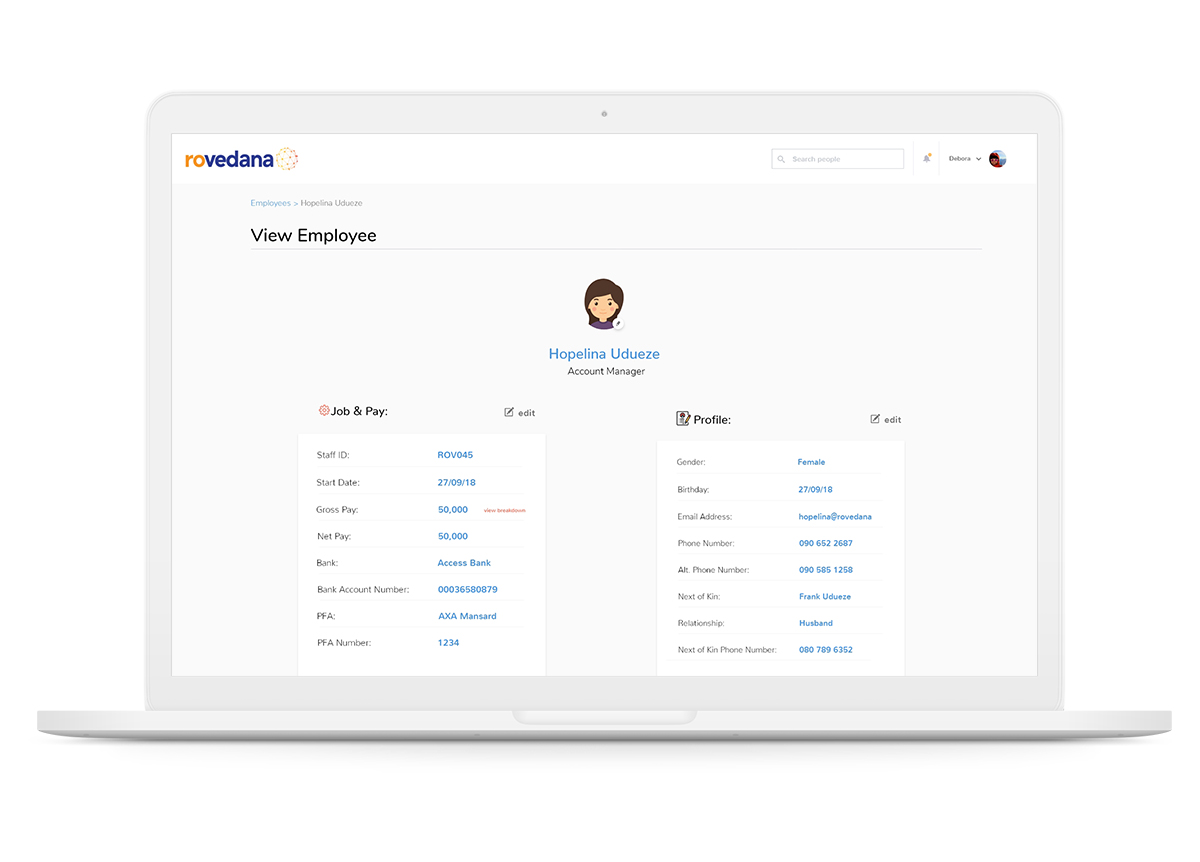 rovedana
Search people
Debora
Employees > Hopelina Udueze
View Employee
Hopelina Udueze
Account Manager
Job & Pay:
edit
Staff ID: ROV045
Start Date: 27/09/18
Gross Pay: 50,000 view breakdown
Net Pay: 50,000
Bank: Access Bank
Bank Account Number: 00036580879
PFA: AXA Mansard
PFA Number: 1234
Profile:
edit
Gender: Female
Birthday: 27/09/18
Email Address: hopelina@rovedana
Phone Number: 090 652 2687
Alt. Phone Number: 090 585 1258
Next of Kin: Frank Udueze
Relationship: Husband
Next of Kin Phone Number: 080 789 6352